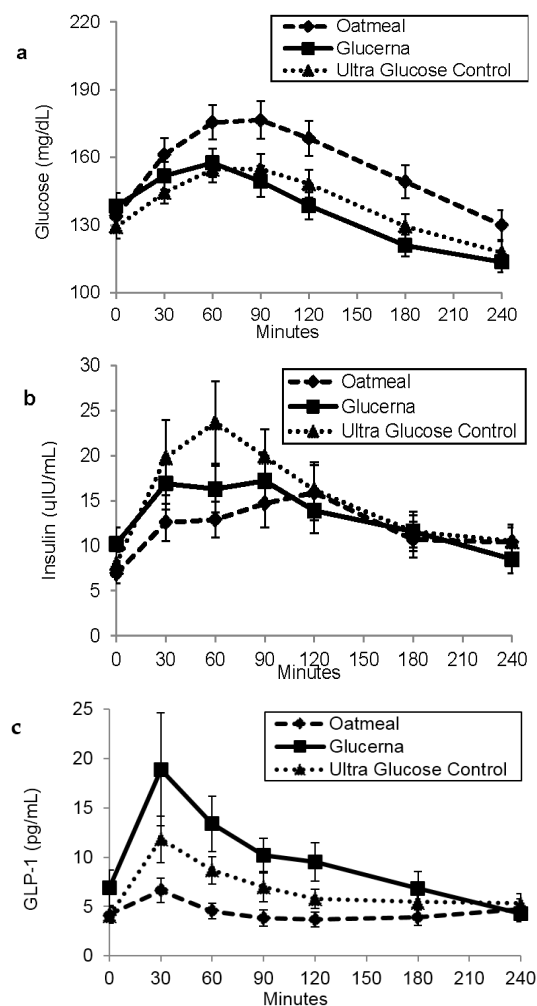 a
220
190
160
130
100
Glucose (mg/dL)
Oatmeal
Glucerna
Ultra Glucose Control
0 30 60 90 120 150 180 210 240
Minutes
b
30
25
20
15
10
5
0
Insulin (uIU/mL)
Oatmeal
Glucerna
Ultra Glucose Control
0 30 60 90 120 150 180 210 240
Minutes
c
25
20
15
10
5
0
GLP-1 (pg/mL)
Oatmeal
Glucerna
Ultra Glucose Control
0 30 60 90 120 150 180 210 240
Minutes